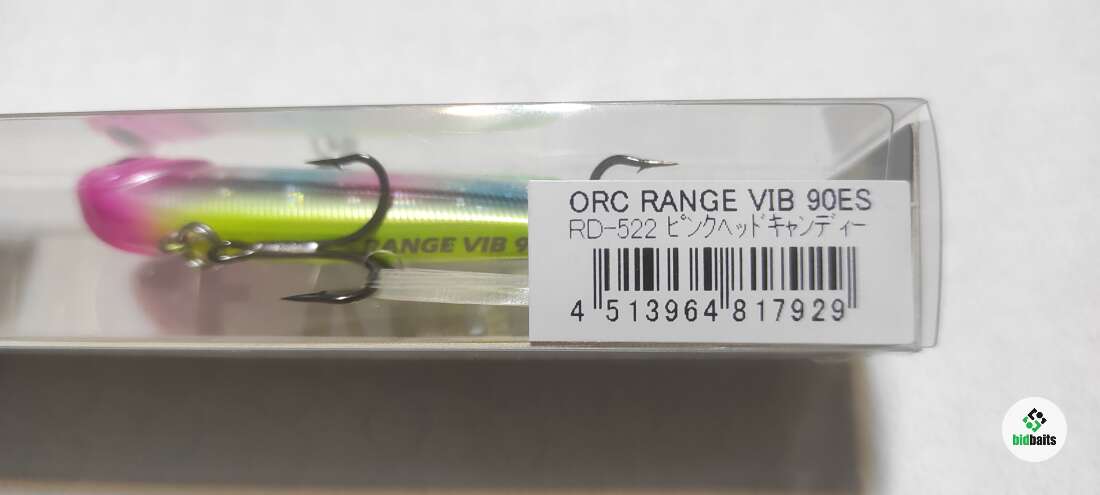 ORC RANGE VIB 90ES
RD-522 ピンクヘッドキャンディー
RANGE VIB 9
4 513964 817929
bidbaits